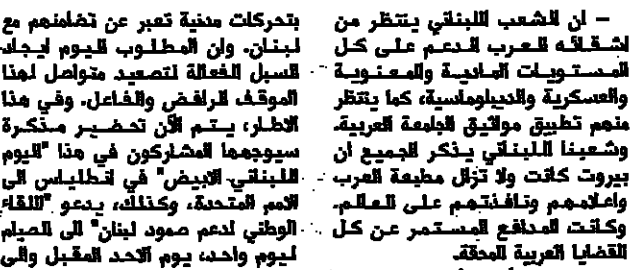 – ان الشعب اللبناني ينتظر من
اشقائه العرب الدعم على كل
المستويات المادية والمعنوية
والعسكرية والديبلوماسية، كما ينتظر
منهم تطبيق مواثيق الجامعة العربية.
وشعبنا اللبناني يذكر الجميع ان
بيروت كانت ولا تزال مطبعة العرب
واعلامهم ونافذتهم على العالم.
وكانت المدافع المستمر عن كل
القضايا العربية المحقة.
بتحركات مدنية تعبر عن تضامنهم مع
لبنان. وان المطلوب اليوم ايجاد
السبل الفعالة لتصعيد متواصل لهذا
الموقف الرافض والفاعل. وفي هذا
الاطار، يتم الآن تحضير مذكرة
سيوجهها المشاركون في هذا "اليوم
اللبناني الابيض" في انطلياس الى
الامم المتحدة، وكذلك، يدعو "اللقاء
الوطني لدعم صمود لبنان" الى الصيام
ليوم واحد، يوم الاحد المقبل والى